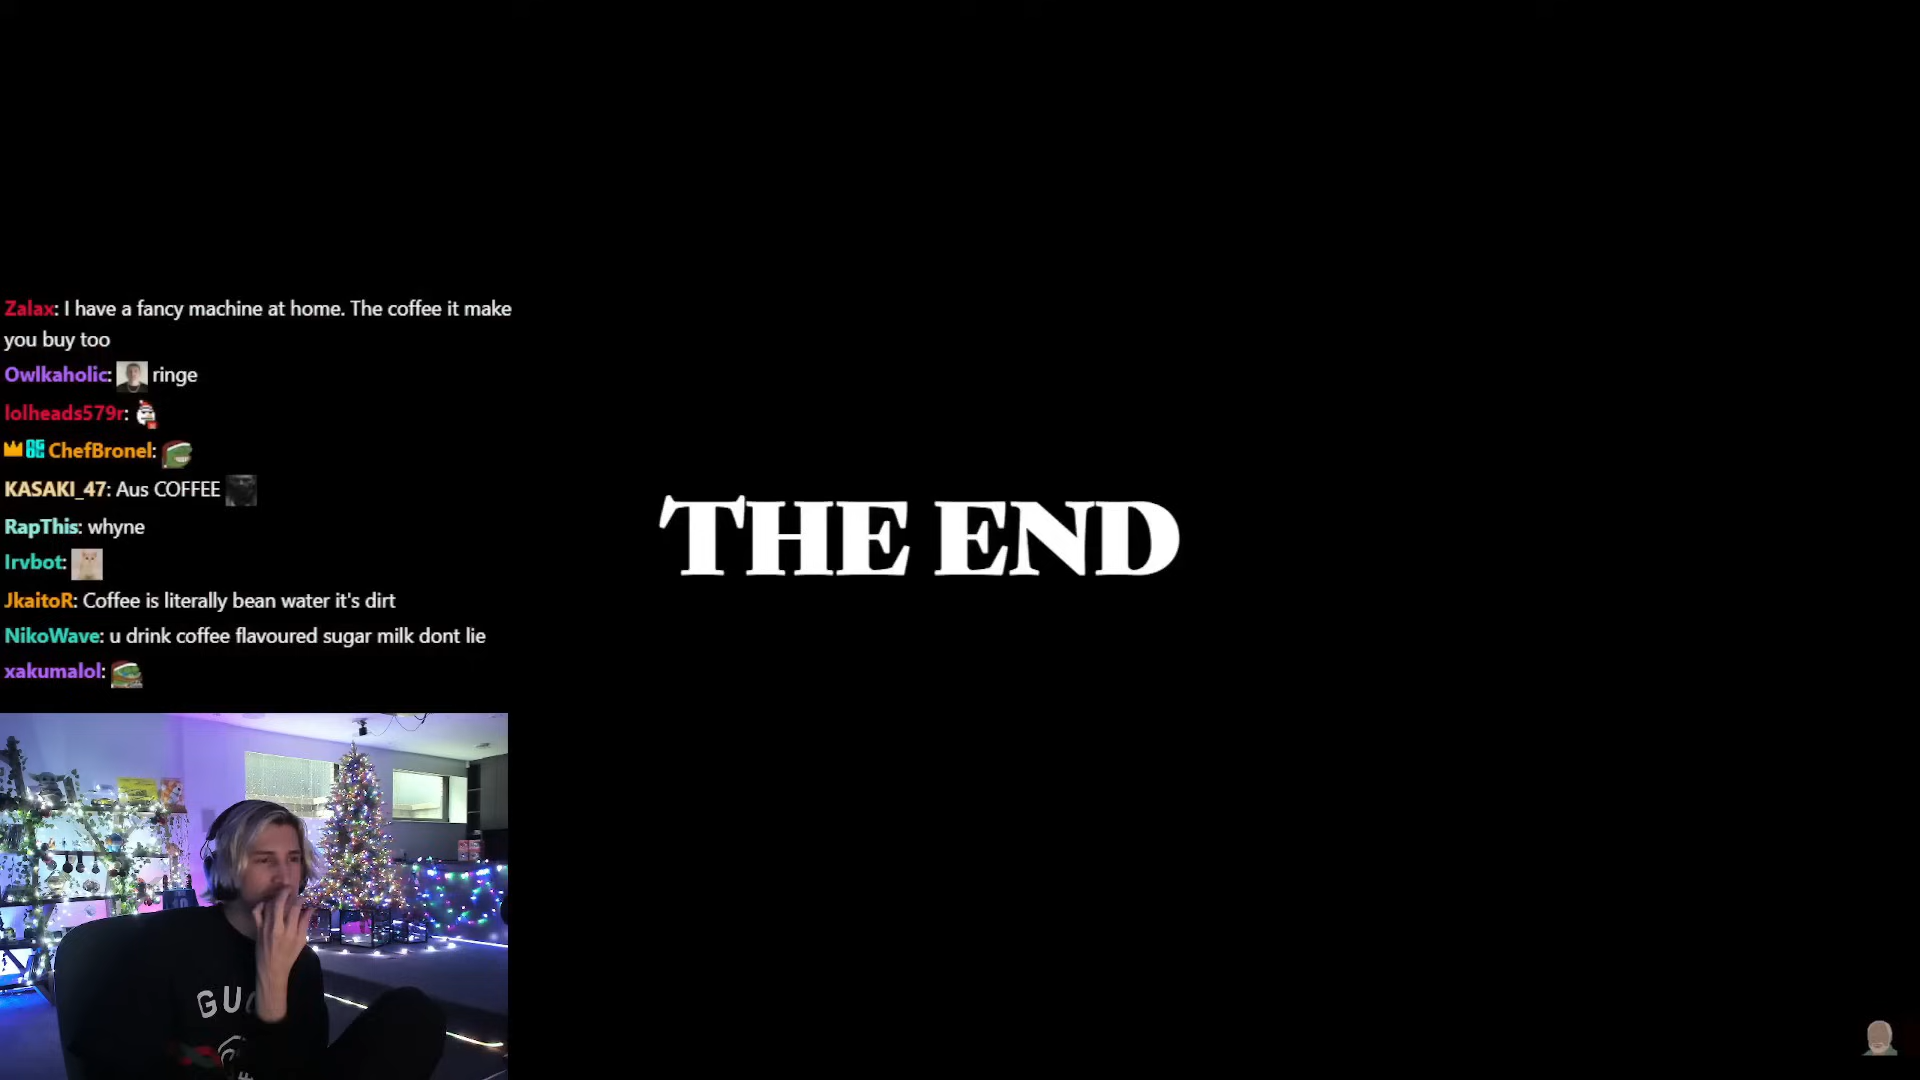 Zalax: I have a fancy machine at home. The coffee it make
you buy too
Owlkaholic: ringe
lolheads579r:
ChefBronel:
KASAKI_47: Aus COFFEE
RapThis: whyne
Irvbot:
JkaitoR: Coffee is literally bean water it's dirt
NikoWave: u drink coffee flavoured sugar milk dont lie
xakumalol:
THE END
GUC